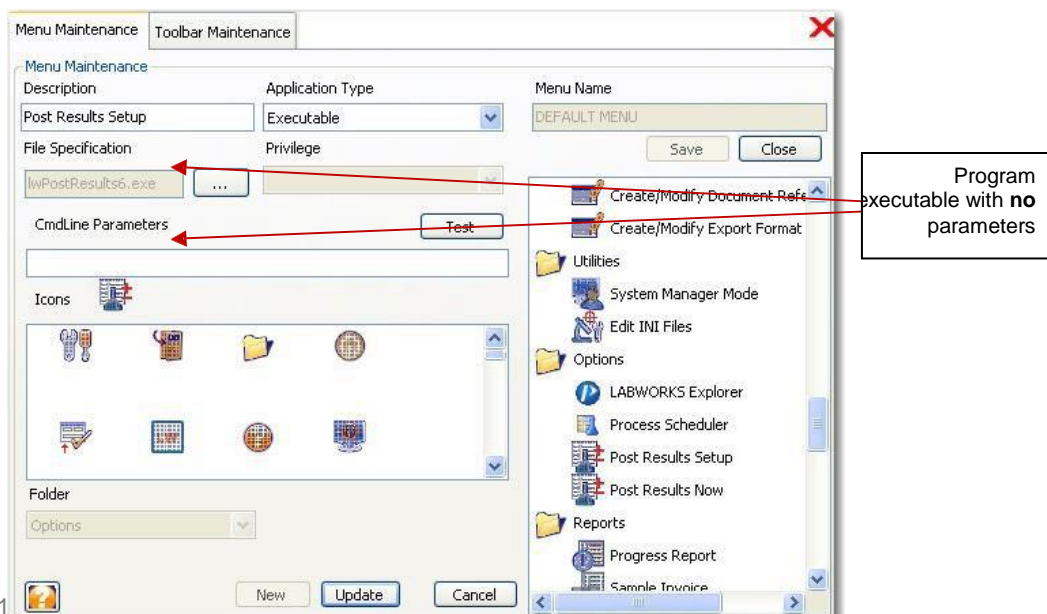 Menu Maintenance
Toolbar Maintenance
Menu Maintenance
Description
Application Type
Menu Name
Post Results Setup
Executable
DEFAULT MENU
File Specification
Privilege
Save
Close
lwPostResults6.exe
...
CmdLine Parameters
Test
Icons
Folder
Options
New
Update
Cancel
Create/Modify Document Refe
Create/Modify Export Format
Utilities
System Manager Mode
Edit INI Files
Options
LABWORKS Explorer
Process Scheduler
Post Results Setup
Post Results Now
Reports
Progress Report
Sample Invoice
Program
executable with no
parameters
1